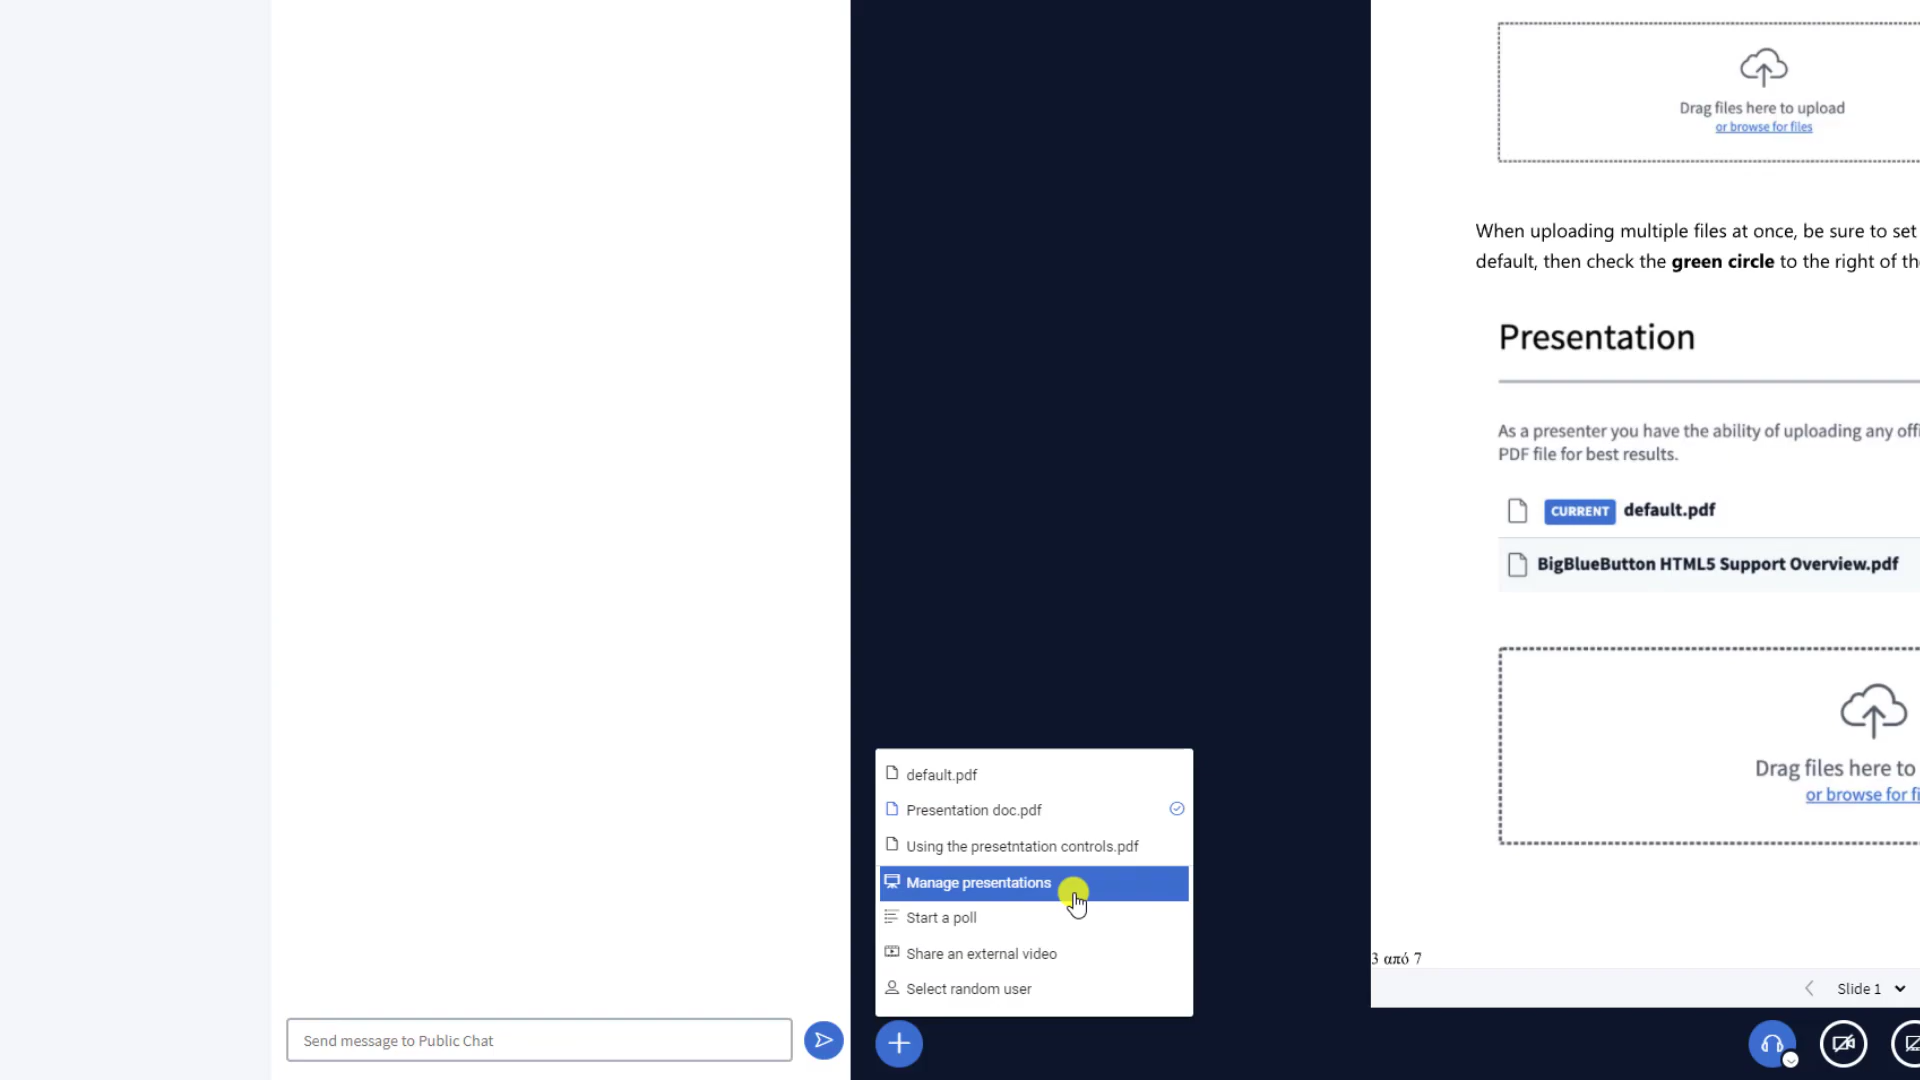 Drag files here to upload
or browse for files
When uploading multiple files at once, be sure to set
default, then check the green circle to the right of the
Presentation
As a presenter you have the ability of uploading any offi
PDF file for best results.
CURRENT default.pdf
BigBlueButton HTML5 Support Overview.pdf
Drag files here to
or browse for fi
3 από 7
Slide 1
default.pdf
Presentation doc.pdf
Using the presetntation controls.pdf
Manage presentations
Start a poll
Share an external video
Select random user
Send message to Public Chat